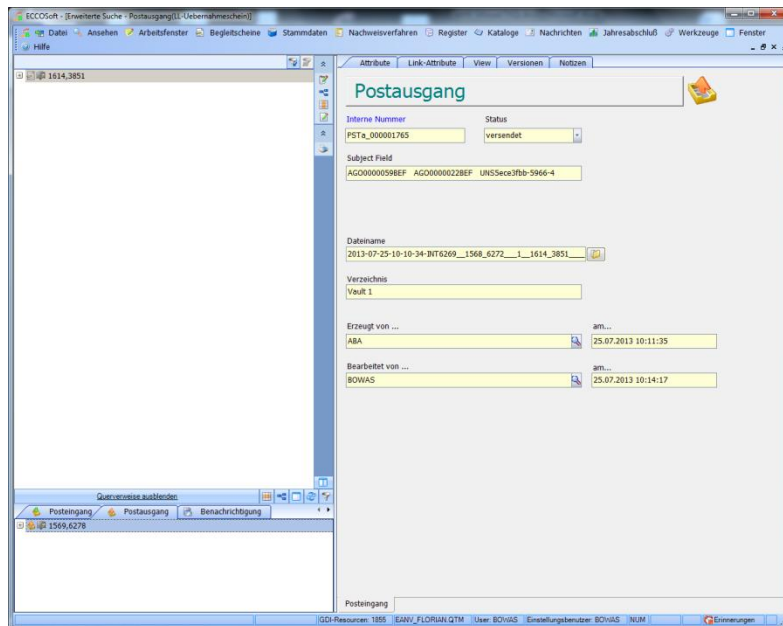 ECCOSoft - [Erweiterte Suche - Postausgang(LL-Uebernahmeschein)]
Datei Ansehen Arbeitsfenster Begleitscheine Stammdaten Nachweisverfahren Register Kataloge Nachrichten Jahresabschluß Werkzeuge Fenster
Hilfe
1614,3851
Attribute Link-Attribute View Versionen Notizen
Postausgang
Interne Nummer Status
PSTa_000001765 versendet
Subject Field
AGO0000059BEF AGO0000022BEF UNS5ece3fbb-5966-4
Dateiname
2013-07-25-10-10-34-INT6269__1568_6272___1__1614_3851____
Verzeichnis
Vault 1
Erzeugt von ... am...
ABA 25.07.2013 10:11:35
Bearbeitet von ... am...
BOWAS 25.07.2013 10:14:17
Querverweise ausblenden
Posteingang Postausgang Benachrichtigung
1569,6278
Posteingang
GDI-Resourcen: 1855 EANV_FLORIAN.QTM User: BOWAS Einstellungsbenutzer: BOWAS NUM Erinnerungen